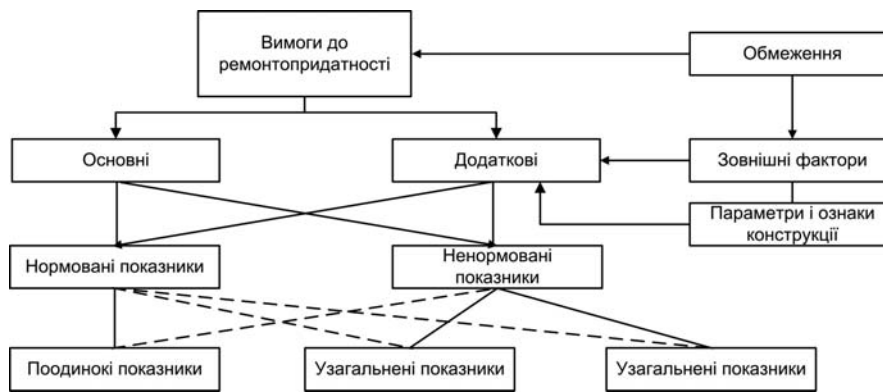 Вимоги до
ремонтопридатності
Обмеження
Основні
Додаткові
Зовнішні фактори
Параметри і ознаки
конструкції
Нормовані показники
Ненормовані
показники
Поодинокі показники
Узагальнені показники
Узагальнені показники